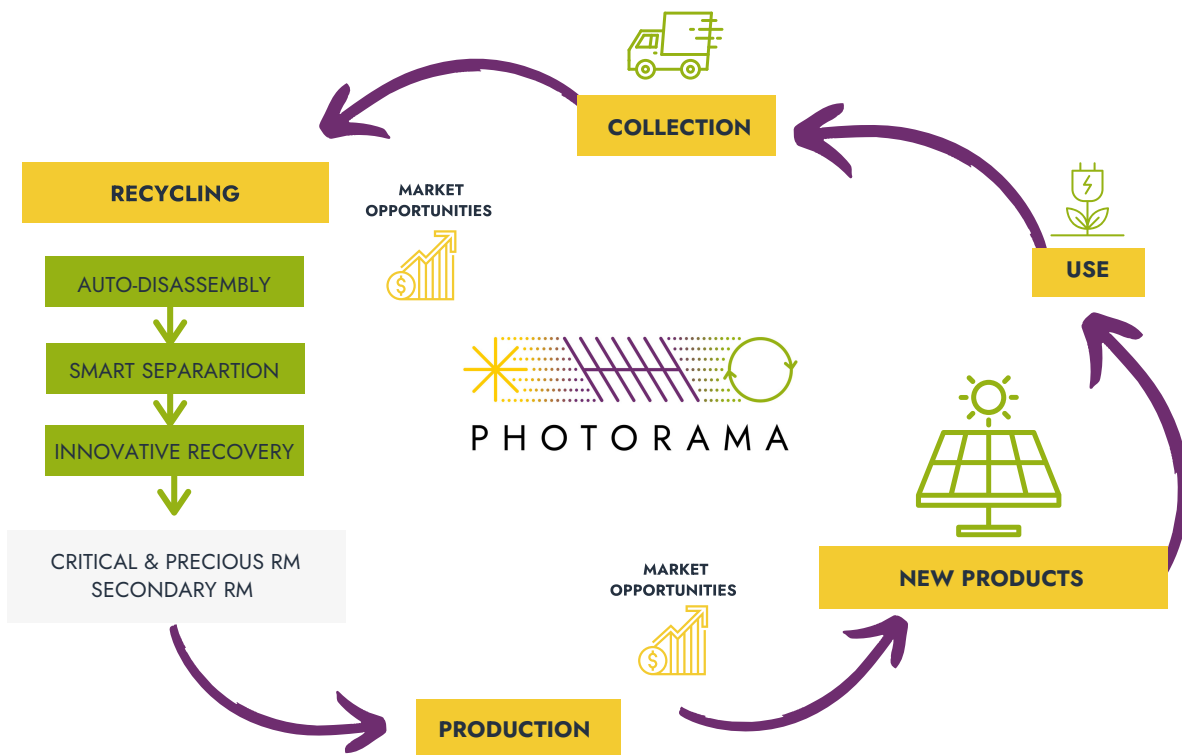 COLLECTION
RECYCLING
MARKET
OPPORTUNITIES
$
USE
AUTO-DISASSEMBLY
SMART SEPARARTION
INNOVATIVE RECOVERY
PHOTORAMA
CRITICAL & PRECIOUS RM
SECONDARY RM
MARKET
OPPORTUNITIES
$
NEW PRODUCTS
PRODUCTION